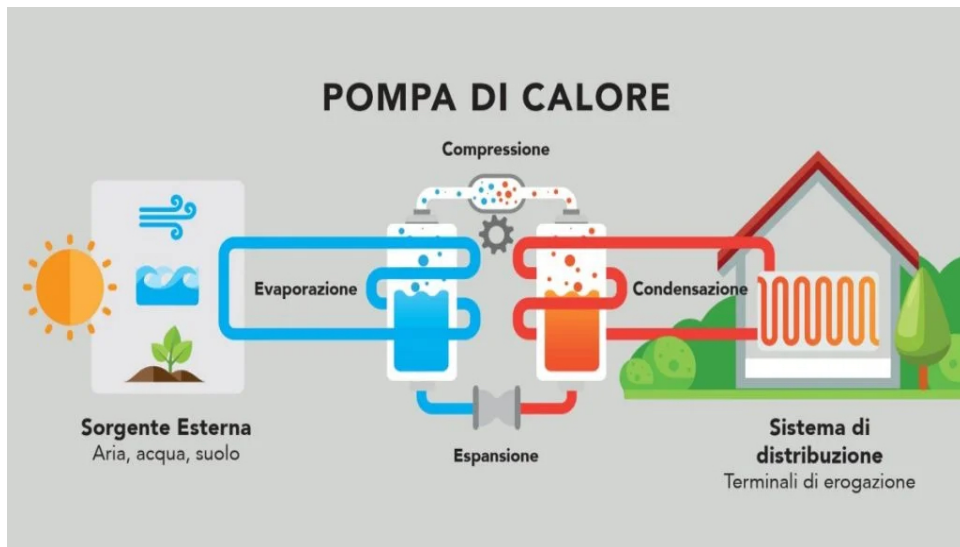 POMPA DI CALORE
Compressione
Evaporazione
Condensazione
Espansione
Sorgente Esterna
Aria, acqua, suolo
Sistema di
distribuzione
Terminali di erogazione